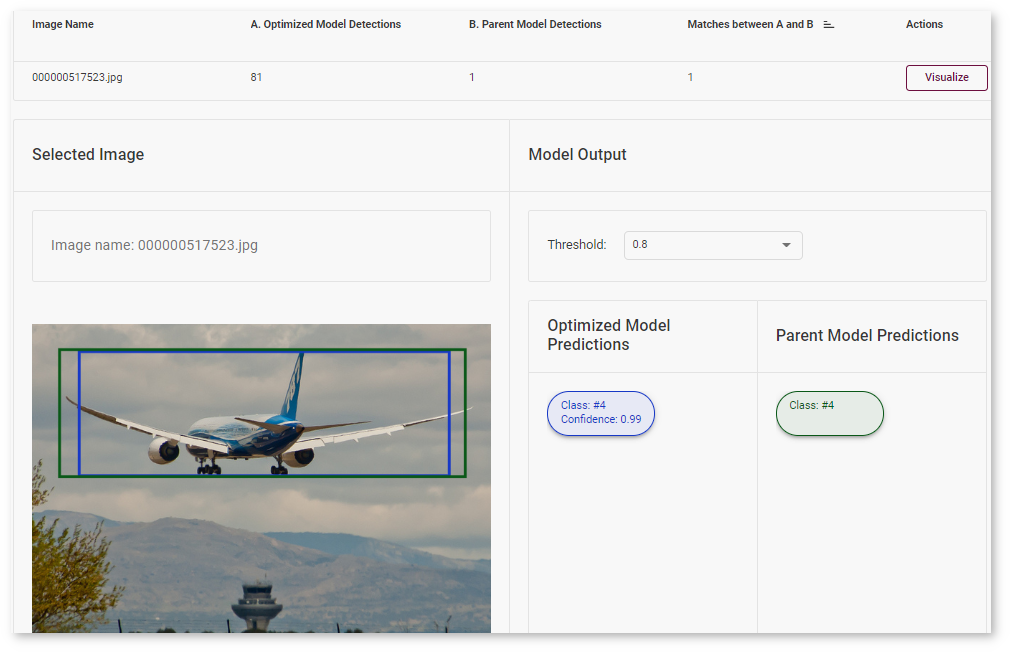 Image Name
A. Optimized Model Detections
B. Parent Model Detections
Matches between A and B
Actions
000000517523.jpg
81
1
1
Visualize
Selected Image
Model Output
Image name: 000000517523.jpg
Threshold:
0.8
Optimized Model
Predictions
Parent Model Predictions
Class: #4
Confidence: 0.99
Class: #4